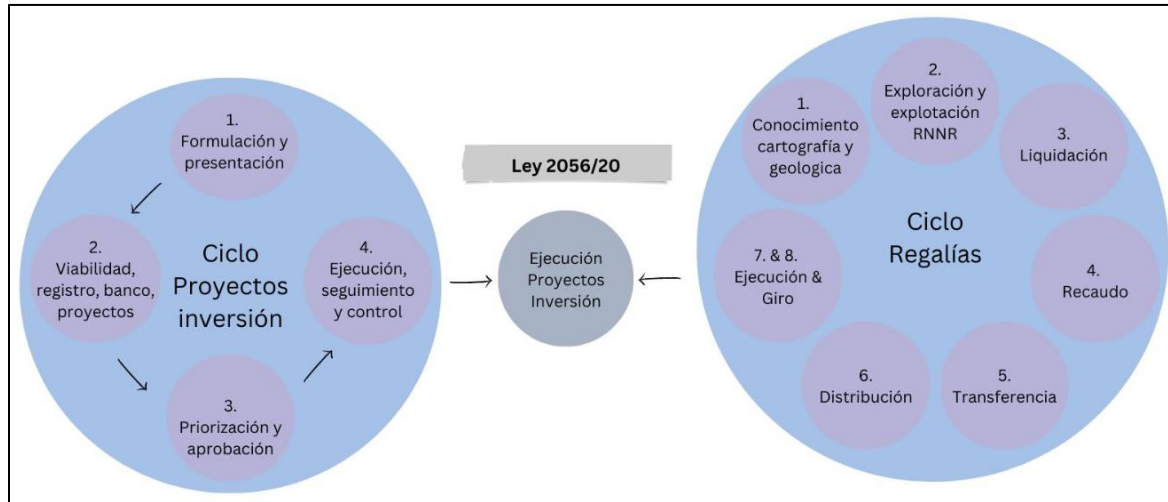 1.
Formulación y
presentación
2.
Viabilidad,
registro, banco,
proyectos
Ciclo
Proyectos
inversión
3.
Priorización y
aprobación
4.
Ejecución,
seguimiento
y control
Ley 2056/20
Ejecución
Proyectos
Inversión
1.
Conocimiento
cartografía y
geologica
2.
Exploración y
explotación
RNNR
3.
Liquidación
Ciclo
Regalías
4.
Recaudo
5.
Transferencia
6.
Distribución
7. & 8.
Ejecución &
Giro